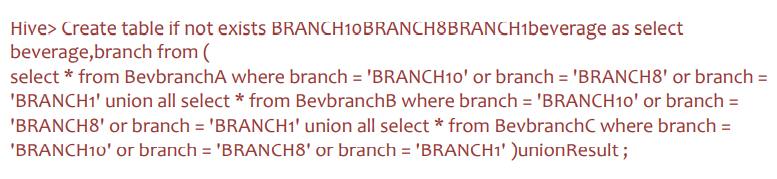 Hive> Create table if not exists BRANCH10BRANCH8BRANCH1beverage as select
beverage,branch from (
select * from BevbranchA where branch = 'BRANCH10' or branch = 'BRANCH8' or branch =
'BRANCH1' union all select * from BevbranchB where branch = 'BRANCH10' or branch =
'BRANCH8' or branch = 'BRANCH1' union all select * from BevbranchC where branch =
'BRANCH10' or branch = 'BRANCH8' or branch = 'BRANCH1' )unionResult ;